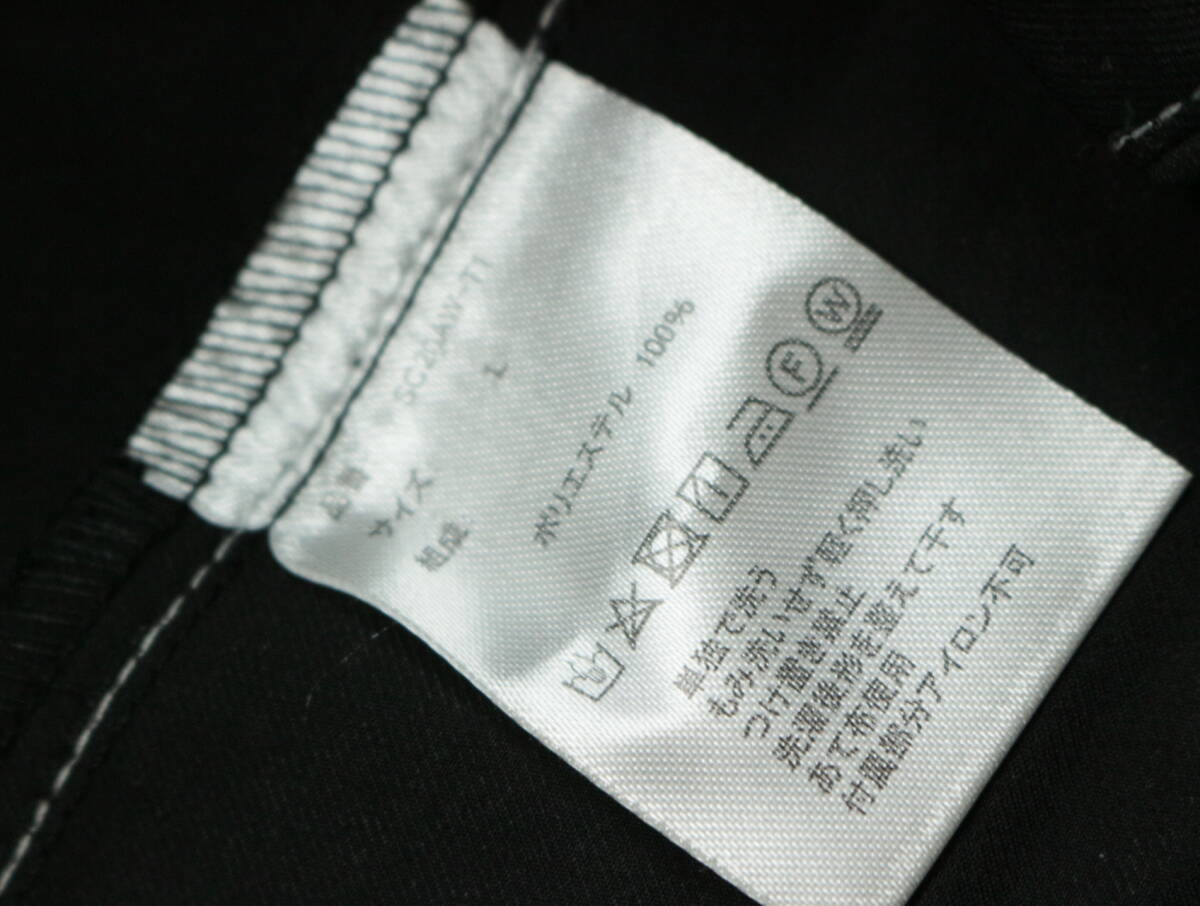 品番 SG20AW-T1
サイズ L
組成
ポリエステル 100%
F W
単独で洗う
もみ洗いせず軽く押し洗い
つけ置き禁止
洗濯後形を整えて干す
あて布使用
付属部分アイロン不可